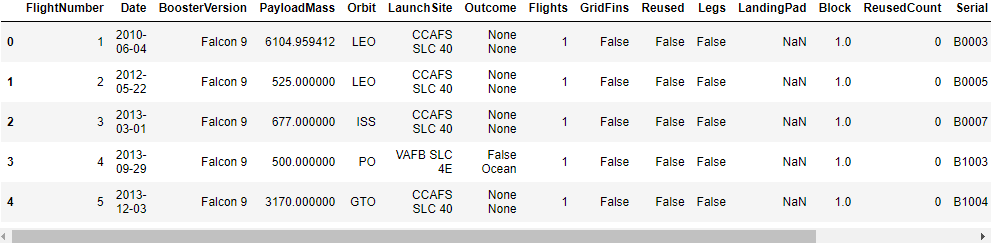 FlightNumber Date BoosterVersion PayloadMass Orbit LaunchSite Outcome Flights GridFins Reused Legs LandingPad Block ReusedCount Serial
0 1 2010-06-04 Falcon 9 6104.959412 LEO CCAFS SLC 40 None None 1 False False False NaN 1.0 0 B0003
1 2 2012-05-22 Falcon 9 525.000000 LEO CCAFS SLC 40 None None 1 False False False NaN 1.0 0 B0005
2 3 2013-03-01 Falcon 9 677.000000 ISS CCAFS SLC 40 None None 1 False False False NaN 1.0 0 B0007
3 4 2013-09-29 Falcon 9 500.000000 PO VAFB SLC 4E False Ocean 1 False False False NaN 1.0 0 B1003
4 5 2013-12-03 Falcon 9 3170.000000 GTO CCAFS SLC 40 None None 1 False False False NaN 1.0 0 B1004